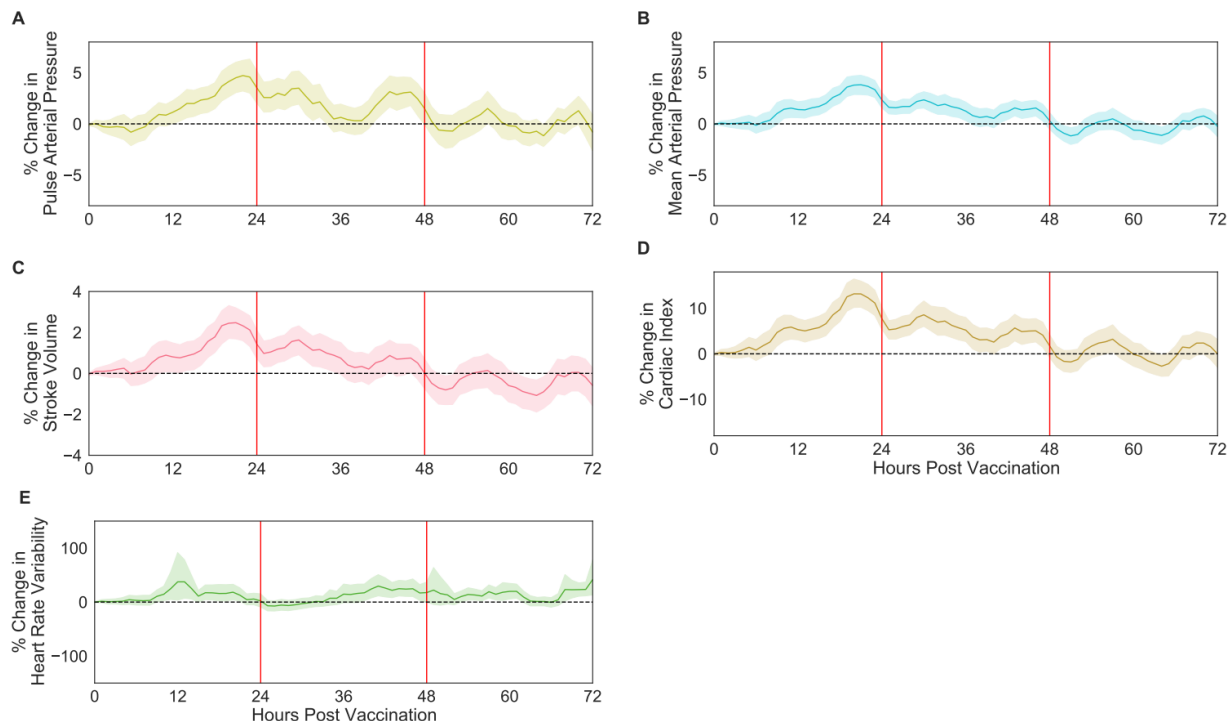 A
% Change in
Pulse Arterial Pressure
5
0
−5
0 12 24 36 48 60 72
B
% Change in
Mean Arterial Pressure
5
0
−5
0 12 24 36 48 60 72
C
% Change in
Stroke Volume
4
2
0
−2
−4
0 12 24 36 48 60 72
D
% Change in
Cardiac Index
10
0
−10
0 12 24 36 48 60 72
Hours Post Vaccination
E
% Change in
Heart Rate Variability
100
0
−100
0 12 24 36 48 60 72
Hours Post Vaccination